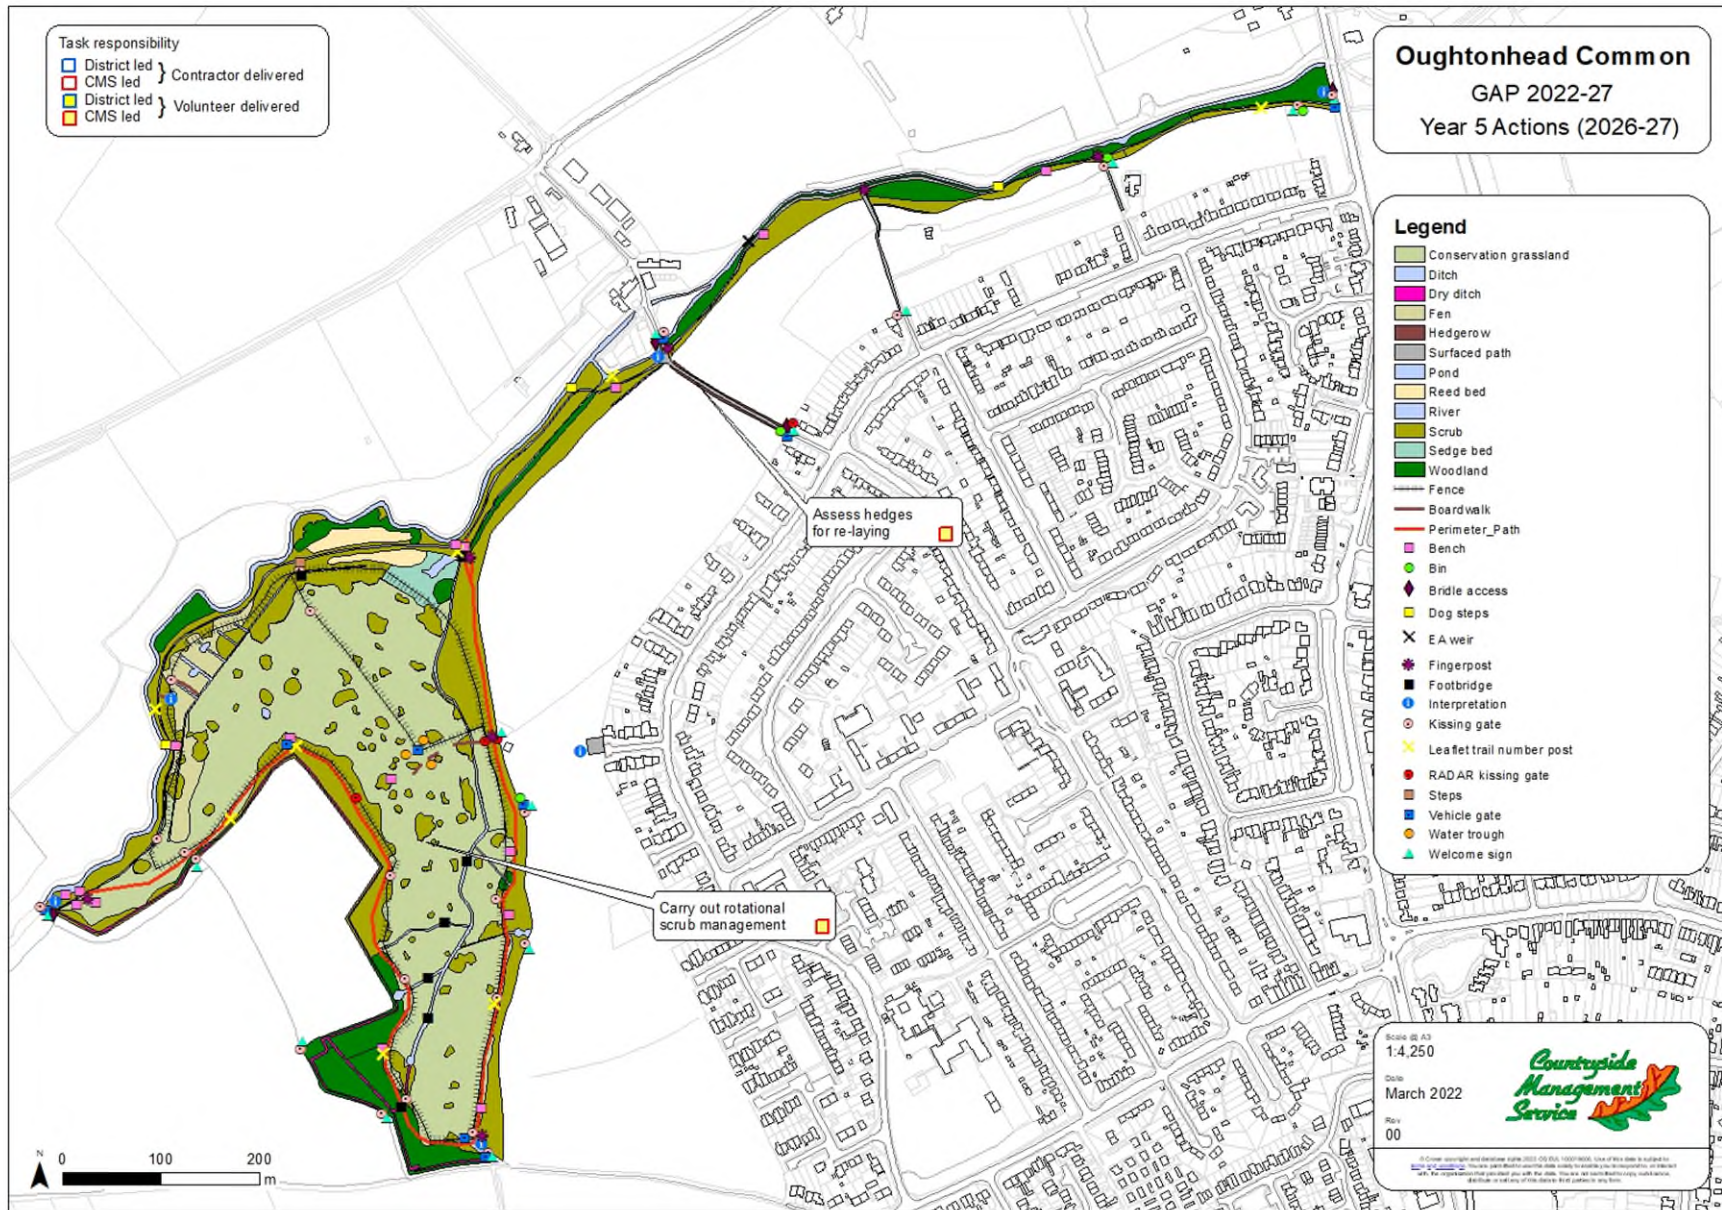 Task responsibility
District led
CMS led
} Contractor delivered
District led
CMS led
} Volunteer delivered
Oughtonhead Common
GAP 2022-27
Year 5 Actions (2026-27)
Legend
Conservation grassland
Ditch
Dry ditch
Fen
Hedgerow
Surfaced path
Pond
Reed bed
River
Scrub
Sedge bed
Woodland
Fence
Boardwalk
Perimeter_Path
Bench
Bin
Bridle access
Dog steps
EA weir
Fingerpost
Footbridge
Interpretation
Kissing gate
Leaflet trail number post
RADAR kissing gate
Steps
Vehicle gate
Water trough
Welcome sign
Assess hedges
for re-laying
Carry out rotational
scrub management
N
0 100 200
m
Scale @ A3
1:4,250
Date
March 2022
Rev
00
Countryside
Management
Service